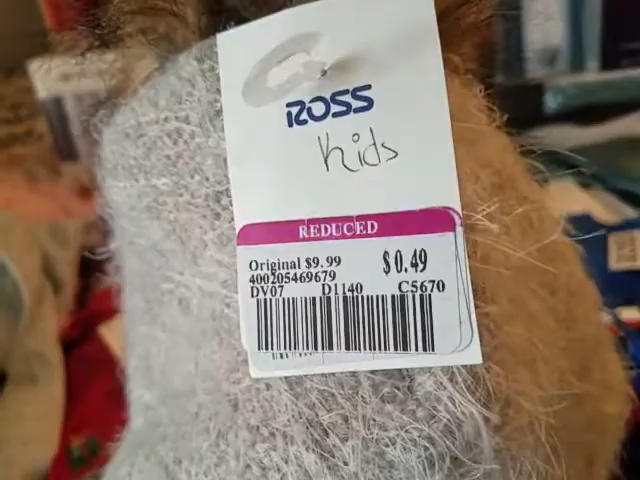 ROSS
Kids
REDUCED
Original $9.99
$0.49
400205469679
DV07 D1140 C5670